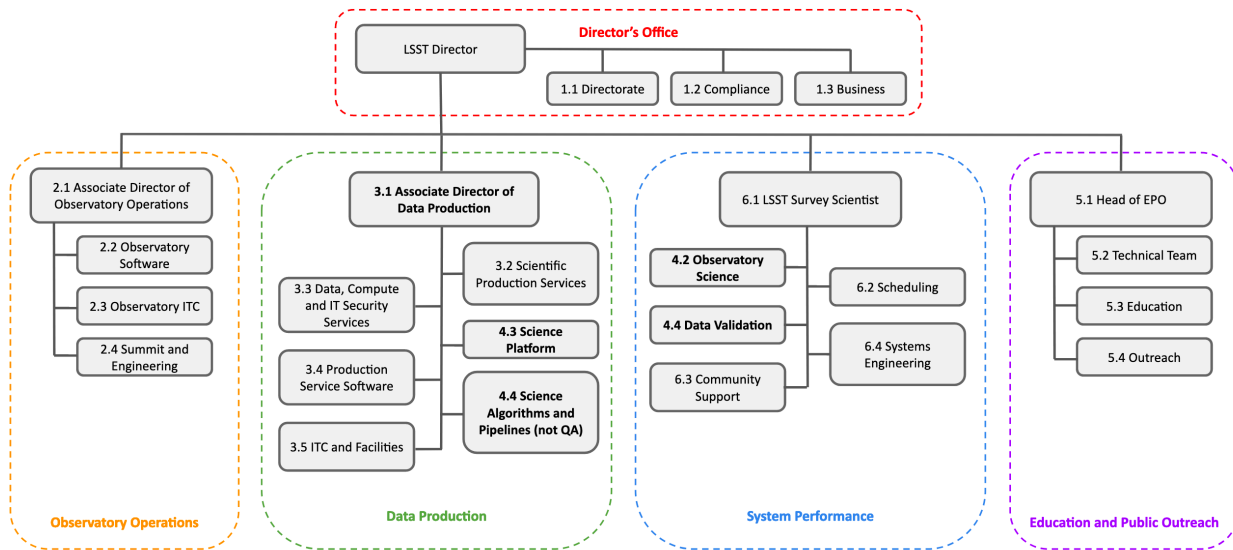 Director's Office
LSST Director
1.1 Directorate
1.2 Compliance
1.3 Business
2.1 Associate Director of
Observatory Operations
2.2 Observatory
Software
2.3 Observatory ITC
2.4 Summit and
Engineering
Observatory Operations
3.1 Associate Director of
Data Production
3.2 Scientific
Production Services
3.3 Data, Compute
and IT Security
Services
4.3 Science
Platform
3.4 Production
Service Software
4.4 Science
Algorithms and
Pipelines (not QA)
3.5 ITC and Facilities
Data Production
6.1 LSST Survey Scientist
4.2 Observatory
Science
6.2 Scheduling
4.4 Data Validation
6.4 Systems
Engineering
6.3 Community
Support
System Performance
5.1 Head of EPO
5.2 Technical Team
5.3 Education
5.4 Outreach
Education and Public Outreach